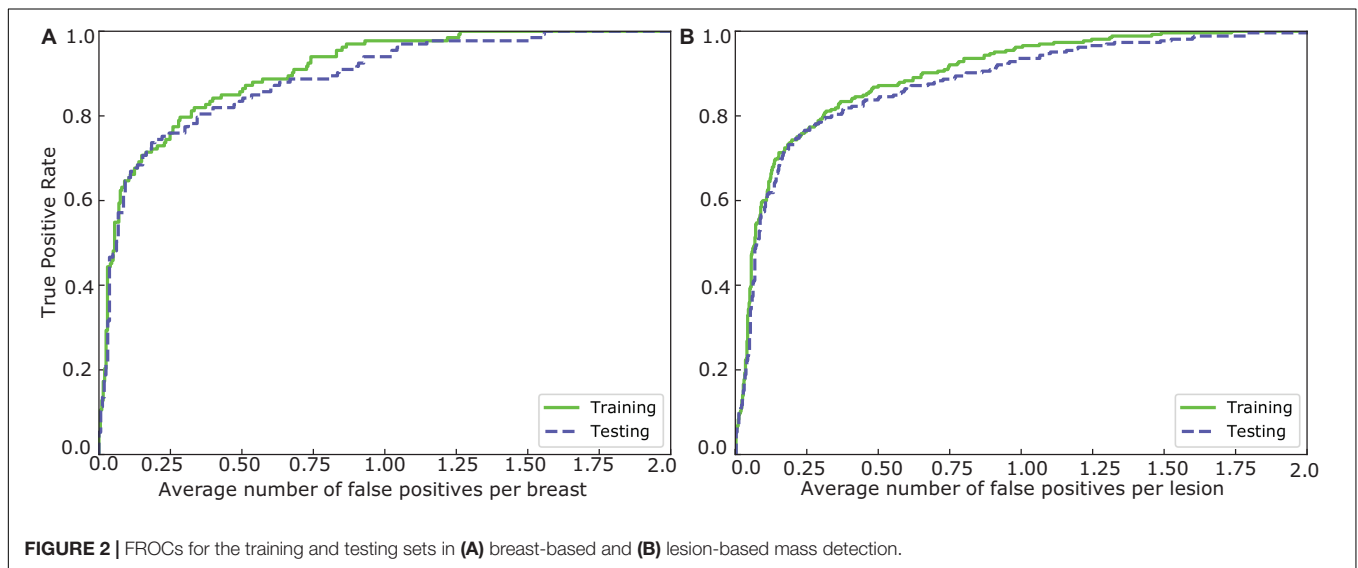 A
1.0
0.8
0.6
0.4
0.2
0.0
True Positive Rate
0.0 0.25 0.50 0.75 1.00 1.25 1.50 1.75 2.0
Average number of false positives per breast
Training
Testing
B
1.0
0.8
0.6
0.4
0.2
0.0
0.0 0.25 0.50 0.75 1.00 1.25 1.50 1.75 2.0
Average number of false positives per lesion
Training
Testing
FIGURE 2 | FROCs for the training and testing sets in (A) breast-based and (B) lesion-based mass detection.